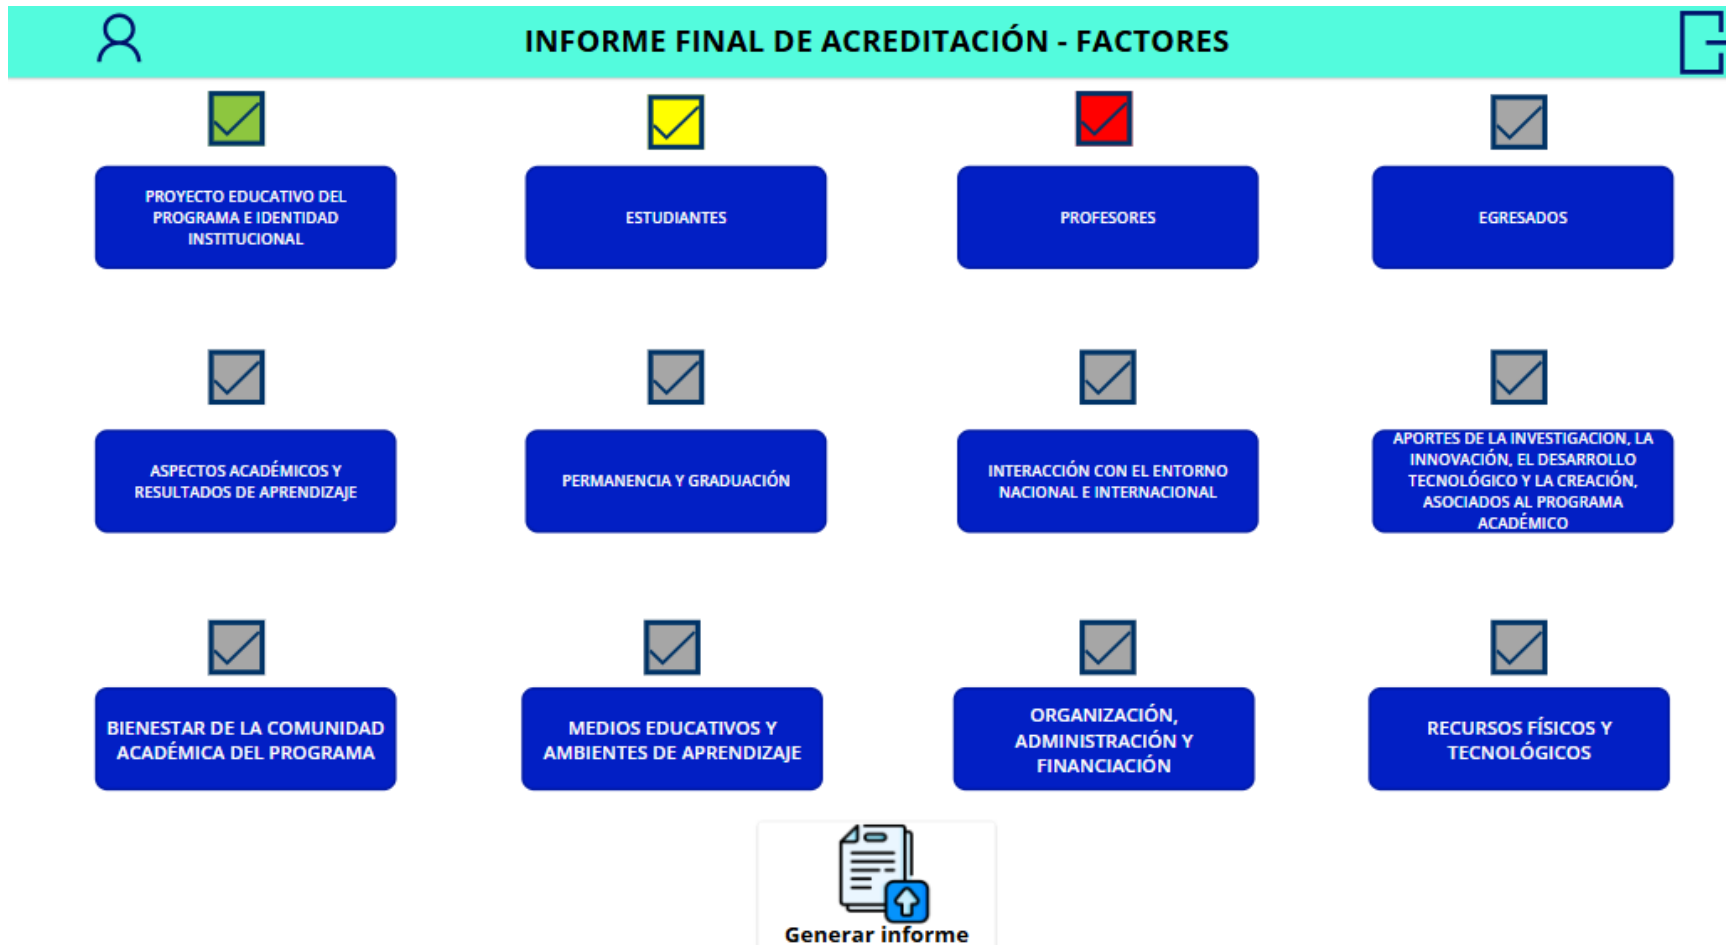 INFORME FINAL DE ACREDITACIÓN - FACTORES
PROYECTO EDUCATIVO DEL
PROGRAMA E IDENTIDAD
INSTITUCIONAL
ESTUDIANTES
PROFESORES
EGRESADOS
ASPECTOS ACADÉMICOS Y
RESULTADOS DE APRENDIZAJE
PERMANENCIA Y GRADUACIÓN
INTERACCIÓN CON EL ENTORNO
NACIONAL E INTERNACIONAL
APORTES DE LA INVESTIGACION, LA
INNOVACIÓN, EL DESARROLLO
TECNOLÓGICO Y LA CREACIÓN,
ASOCIADOS AL PROGRAMA
ACADÉMICO
BIENESTAR DE LA COMUNIDAD
ACADÉMICA DEL PROGRAMA
MEDIOS EDUCATIVOS Y
AMBIENTES DE APRENDIZAJE
ORGANIZACIÓN,
ADMINISTRACIÓN Y
FINANCIACIÓN
RECURSOS FÍSICOS Y
TECNOLÓGICOS
Generar informe